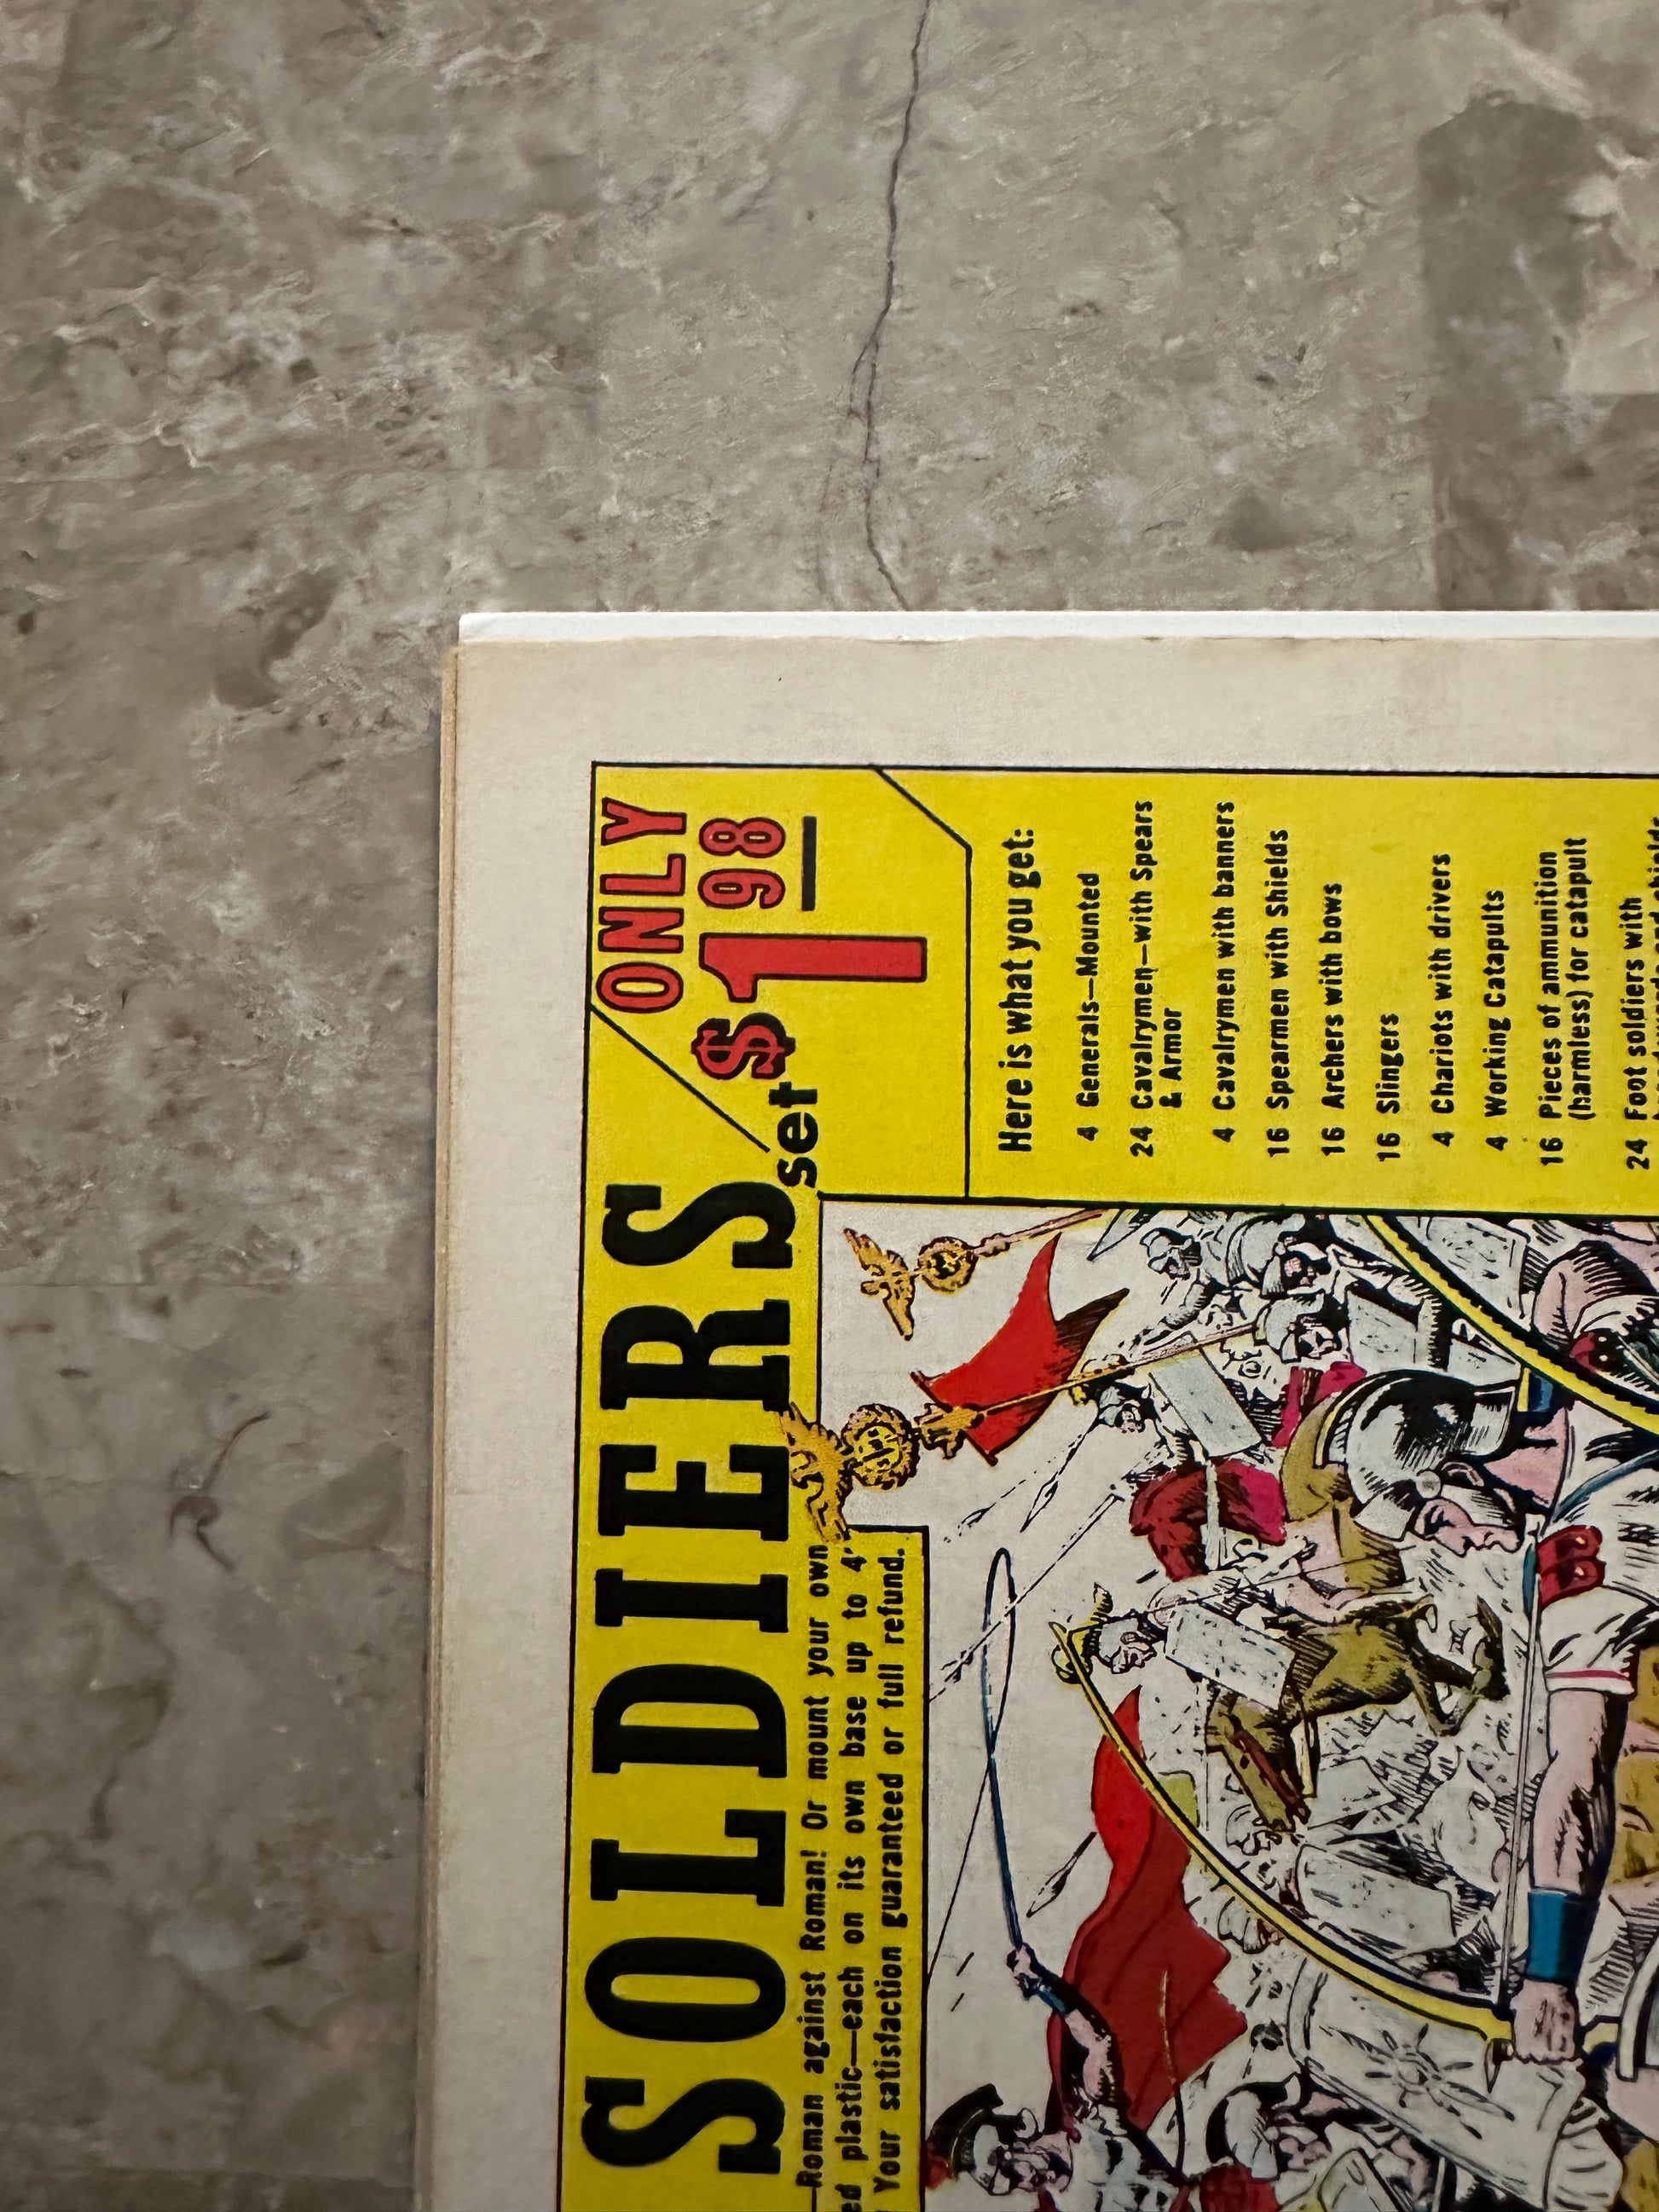 SOLDIERS
set
ONLY
$1 98
—Roman against Roman! Or mount your own
ed plastic—each on its own base up to 4"
Your satisfaction guaranteed or full refund.
Here is what you get:
4 Generals—Mounted
24 Cavalrymen—with Spears
& Armor
4 Cavalrymen with banners
16 Spearmen with Shields
16 Archers with bows
16 Slingers
4 Chariots with drivers
4 Working Catapults
16 Pieces of ammunition
(harmless) for catapult
24 Foot soldiers with
and shields